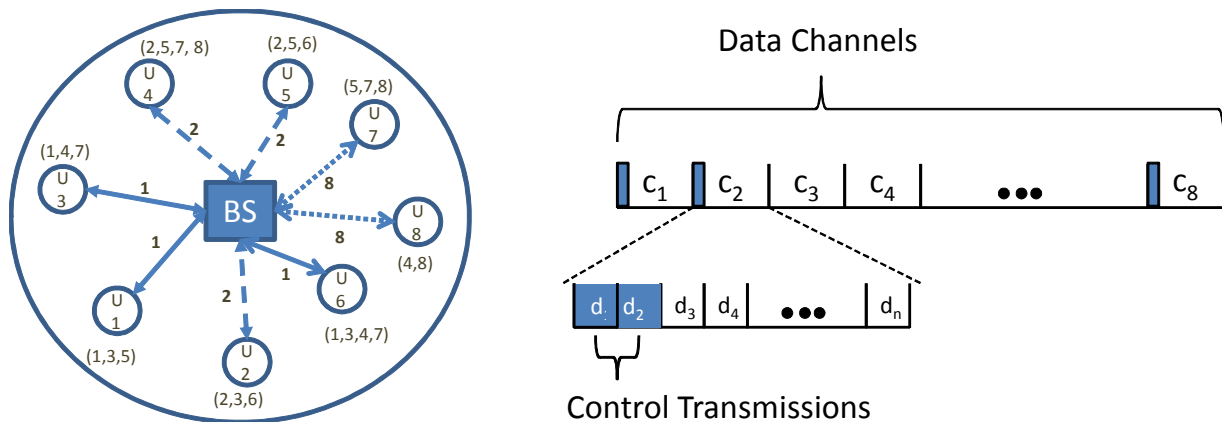 (2,5,7, 8)
U
4
(2,5,6)
U
5
(5,7,8)
U
7
2
2
(1,4,7)
U
3
1
8
BS
U
8
8
(4,8)
1
1
2
U
6
(1,3,4,7)
U
1
(1,3,5)
U
2
(2,3,6)
Data Channels
c1 c2 c3 c4 ••• c8
d1 d2 d3 d4 ••• dn
Control Transmissions